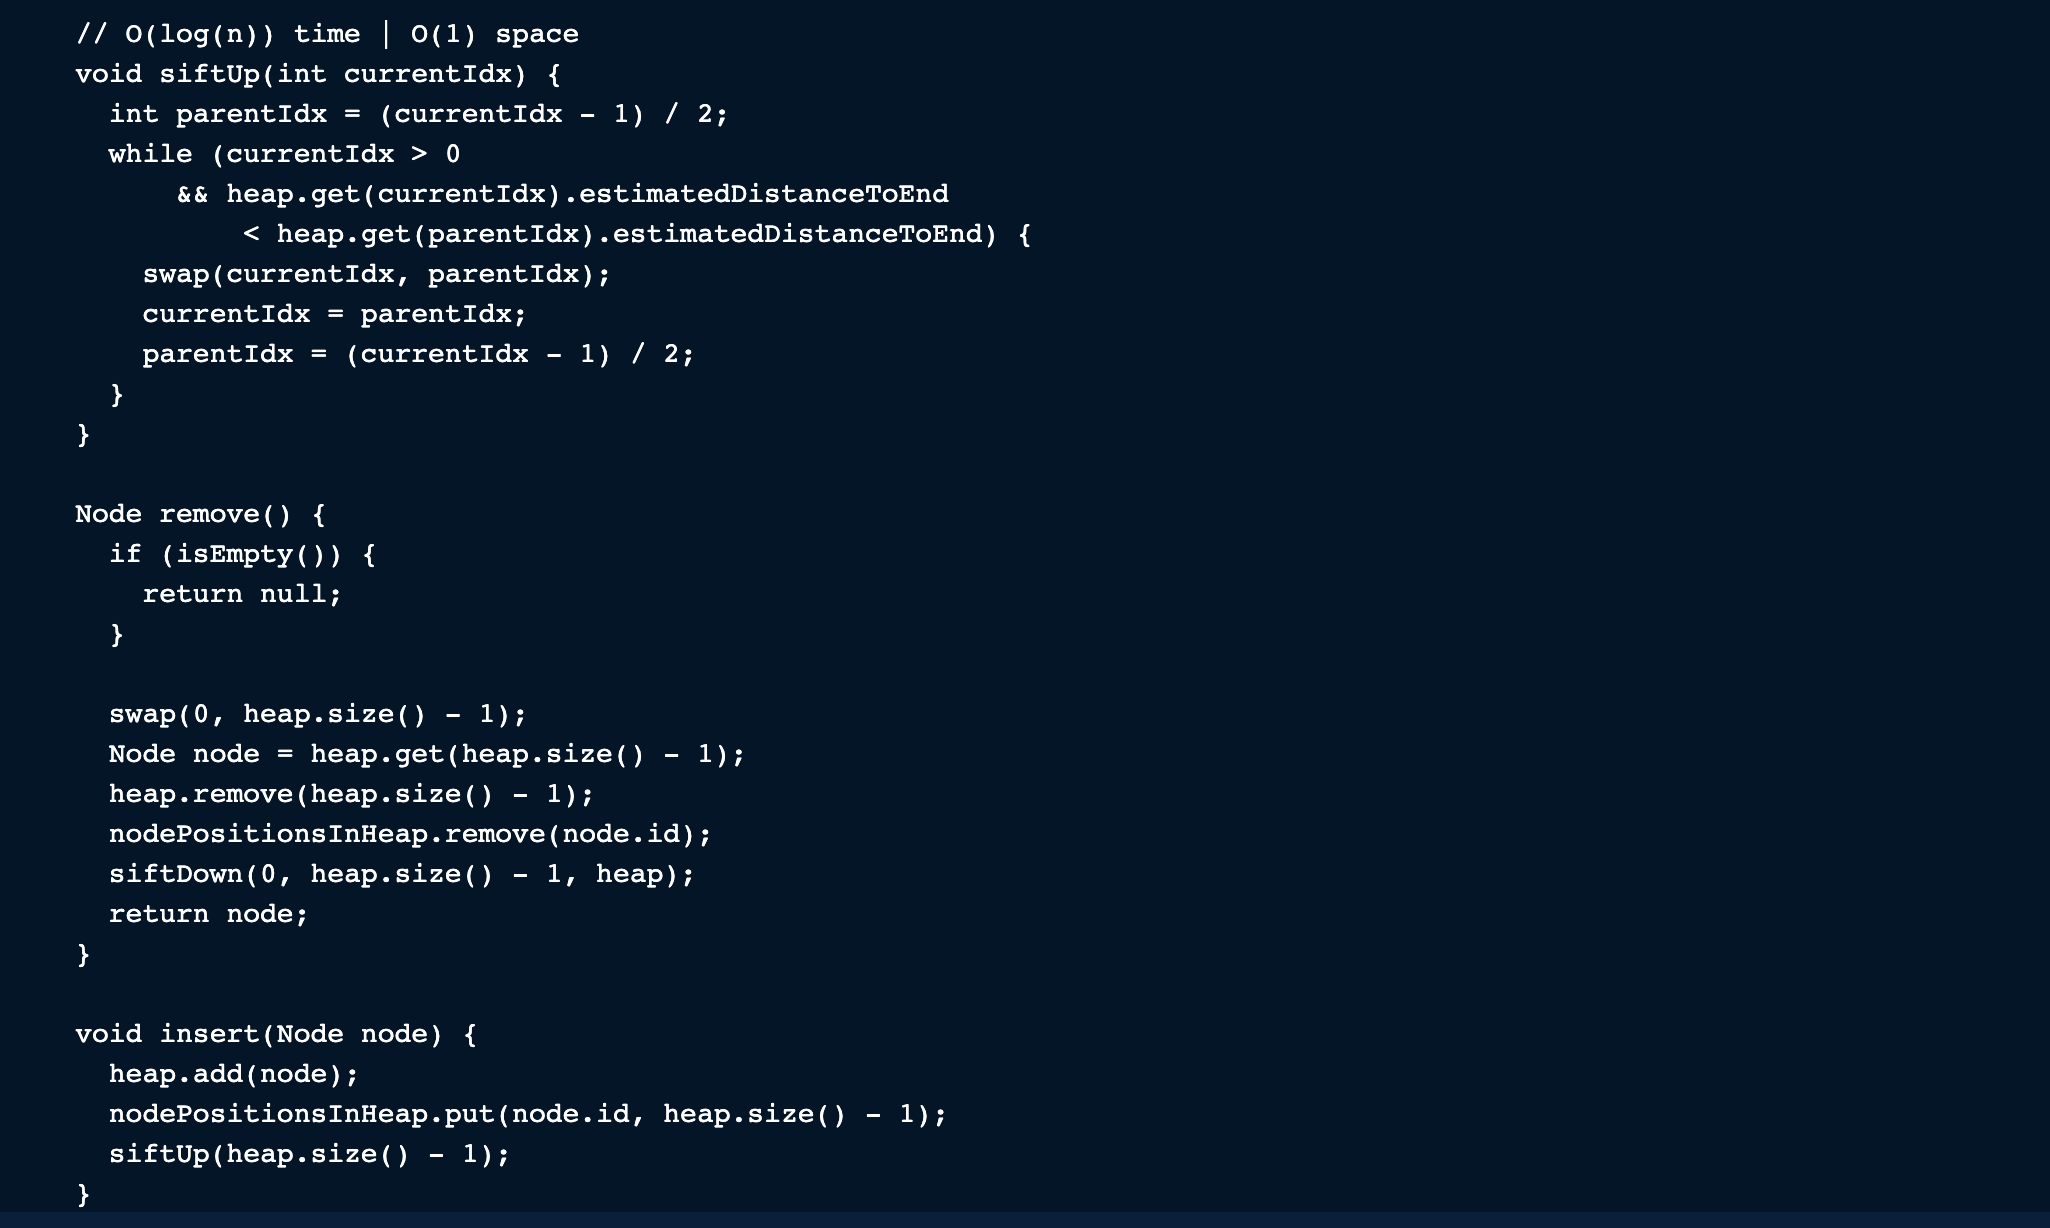 // O(log(n)) time | O(1) space
void siftUp(int currentIdx) {
  int parentIdx = (currentIdx - 1) / 2;
  while (currentIdx > 0
      && heap.get(currentIdx).estimatedDistanceToEnd
          < heap.get(parentIdx).estimatedDistanceToEnd) {
    swap(currentIdx, parentIdx);
    currentIdx = parentIdx;
    parentIdx = (currentIdx - 1) / 2;
  }
}

Node remove() {
  if (isEmpty()) {
    return null;
  }

  swap(0, heap.size() - 1);
  Node node = heap.get(heap.size() - 1);
  heap.remove(heap.size() - 1);
  nodePositionsInHeap.remove(node.id);
  siftDown(0, heap.size() - 1, heap);
  return node;
}

void insert(Node node) {
  heap.add(node);
  nodePositionsInHeap.put(node.id, heap.size() - 1);
  siftUp(heap.size() - 1);
}